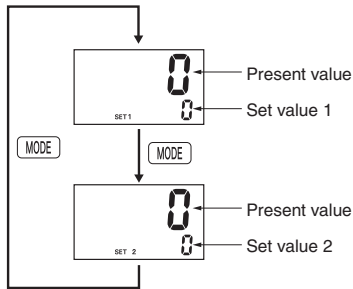 0
Present value
SET1
0
Set value 1
MODE
MODE
0
Present value
SET 2
0
Set value 2